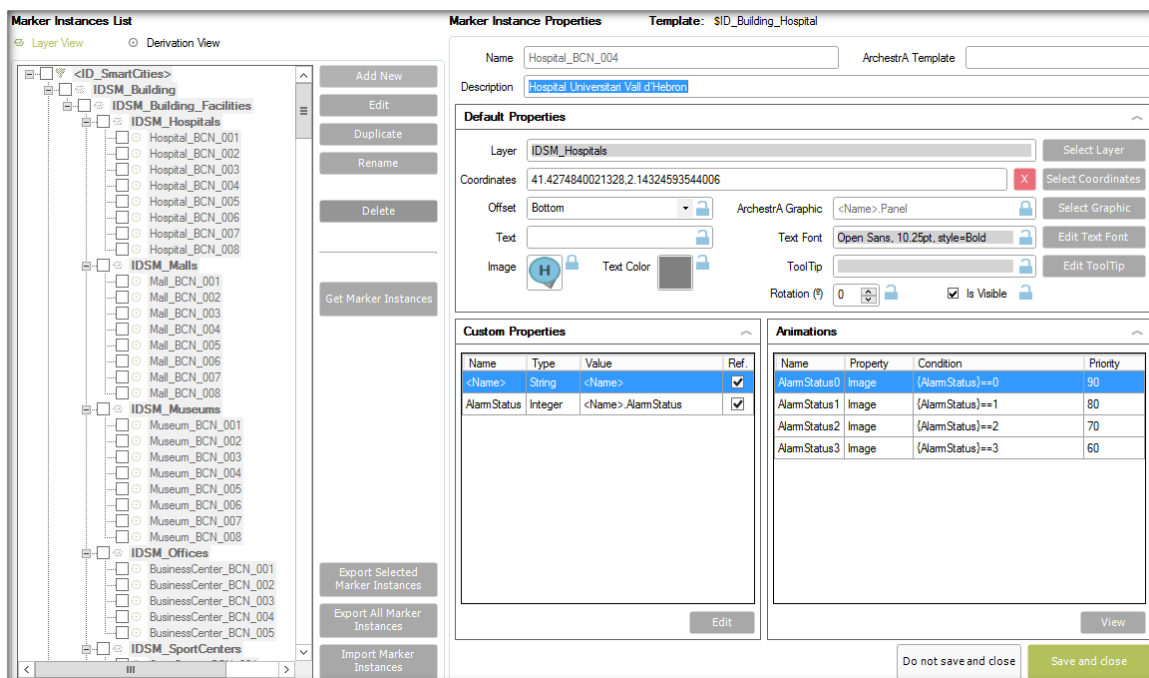 Marker Instances List
Layer View
Derivation View
<ID_SmartCities>
IDSM_Building
IDSM_Building_Facilities
IDSM_Hospitals
Hospital_BCN_001
Hospital_BCN_002
Hospital_BCN_003
Hospital_BCN_004
Hospital_BCN_005
Hospital_BCN_006
Hospital_BCN_007
Hospital_BCN_008
IDSM_Malls
Mall_BCN_001
Mall_BCN_002
Mall_BCN_003
Mall_BCN_004
Mall_BCN_005
Mall_BCN_006
Mall_BCN_007
Mall_BCN_008
IDSM_Museums
Museum_BCN_001
Museum_BCN_002
Museum_BCN_003
Museum_BCN_004
Museum_BCN_005
Museum_BCN_006
Museum_BCN_007
Museum_BCN_008
IDSM_Offices
BusinessCenter_BCN_001
BusinessCenter_BCN_002
BusinessCenter_BCN_003
BusinessCenter_BCN_004
BusinessCenter_BCN_005
IDSM_SportCenters
Add New
Edit
Duplicate
Rename
Delete
Get Marker Instances
Export Selected
Marker Instances
Export All Marker
Instances
Import Marker
Instances
Marker Instance Properties Template: $ID_Building_Hospital
Name Hospital_BCN_004 ArchestrA Template
Description Hospital Universitari Vall d'Hebron
Default Properties
Layer IDSM_Hospitals Select Layer
Coordinates 41.4274840021328,2.14324593544006 X Select Coordinates
Offset Bottom ArchestrA Graphic <Name>.Panel Select Graphic
Text Text Font Open Sans, 10.25pt, style=Bold Edit Text Font
Image H Text Color ToolTip Edit ToolTip
Rotation (º) 0 Is Visible
Custom Properties
Name Type Value Ref.
<Name> String <Name>
AlarmStatus Integer <Name>.AlarmStatus
Edit
Animations
Name Property Condition Priority
AlarmStatus0 Image {AlarmStatus}==0 90
AlarmStatus1 Image {AlarmStatus}==1 80
AlarmStatus2 Image {AlarmStatus}==2 70
AlarmStatus3 Image {AlarmStatus}==3 60
View
Do not save and close
Save and close